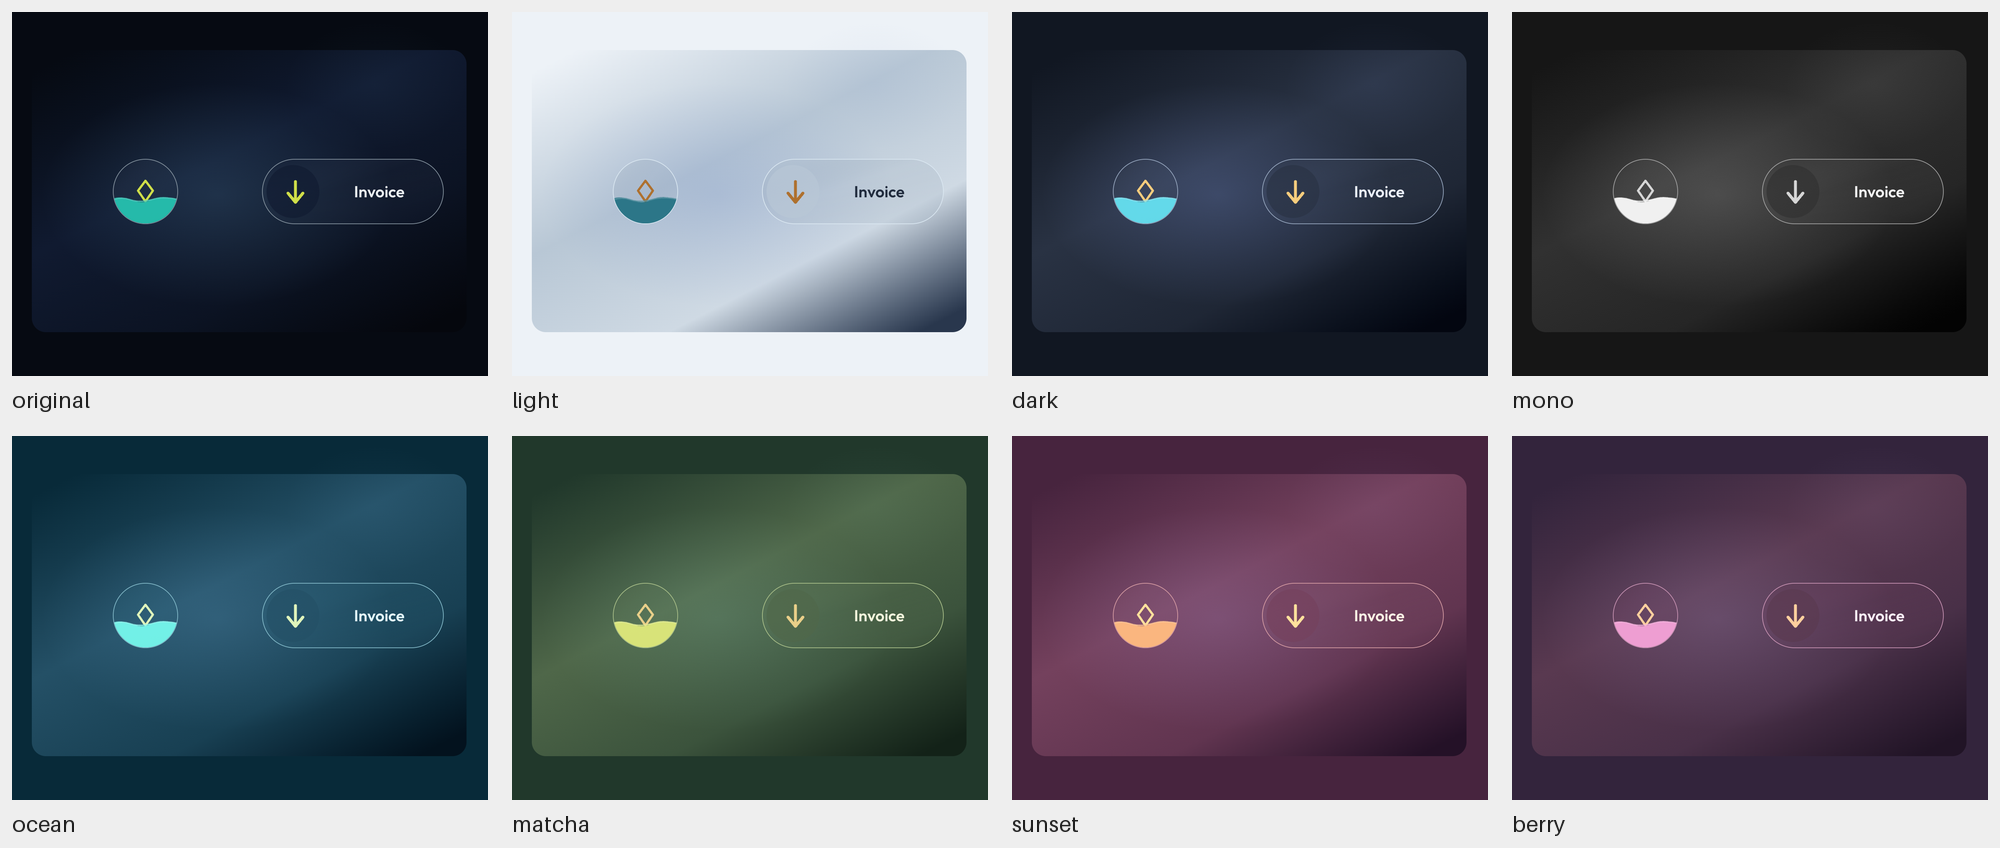 Invoice
Invoice
Invoice
Invoice
original
light
dark
mono
Invoice
Invoice
Invoice
Invoice
ocean
matcha
sunset
berry